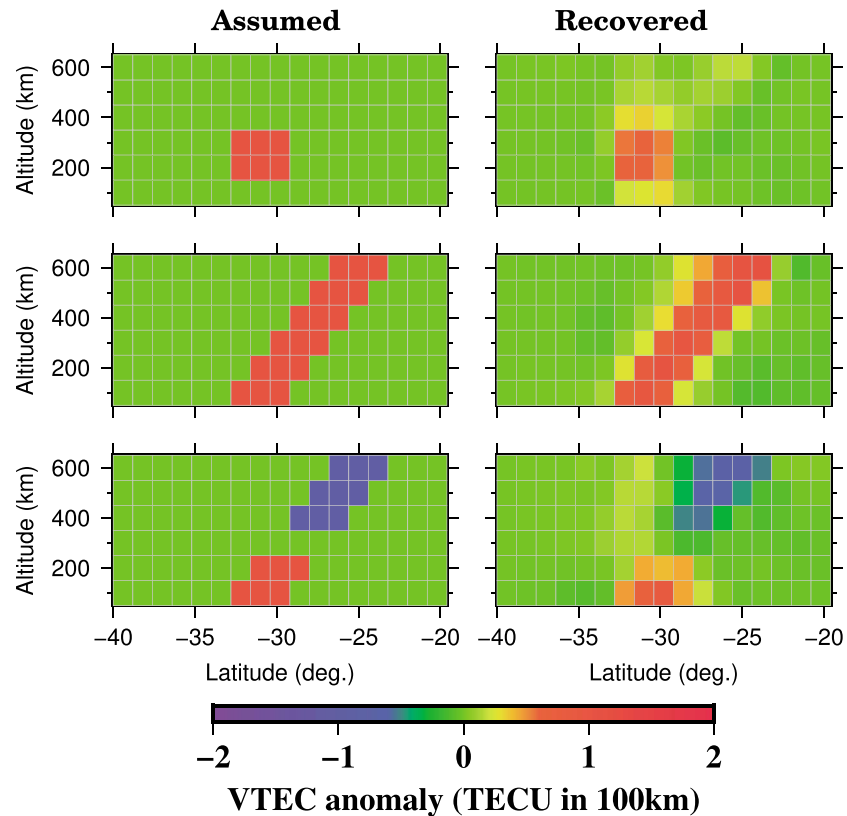 Assumed Recovered
600
400
200
Altitude (km)
600
400
200
Altitude (km)
600
400
200
Altitude (km)
−40 −35 −30 −25 −20 −40 −35 −30 −25 −20
Latitude (deg.) Latitude (deg.)
−2 −1 0 1 2
VTEC anomaly (TECU in 100km)